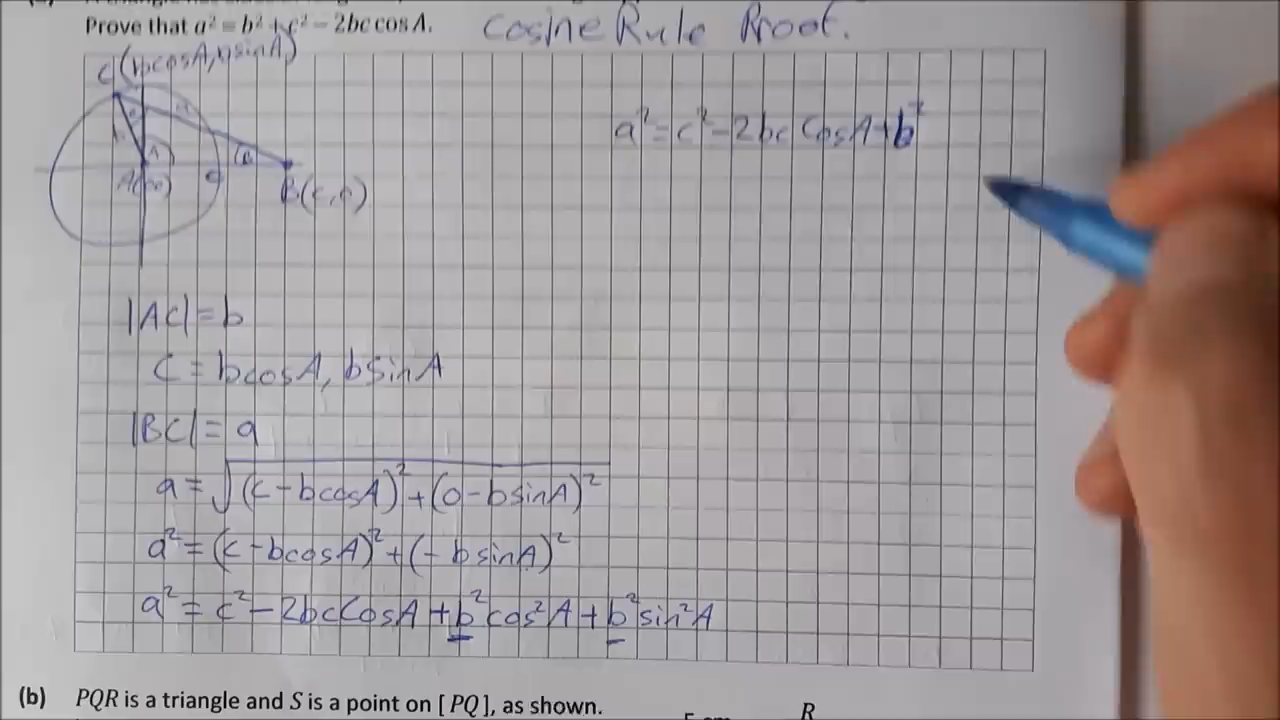 Prove that a² = b² + c² − 2bc cos A.
Cosine Rule Proof.
C(bcosA, bsinA)
A
B(c,0)
a² = c² - 2bc CosA + b²
|AC| = b
C = bcosA, bsinA
|BC| = a
a = √(c - bcosA)² + (0 - bsinA)²
a² = (c - bcosA)² + (- bsinA)²
a² = c² - 2bcCosA + b²cos²A + b²sin²A
(b) PQR is a triangle and S is a point on [PQ], as shown.
R